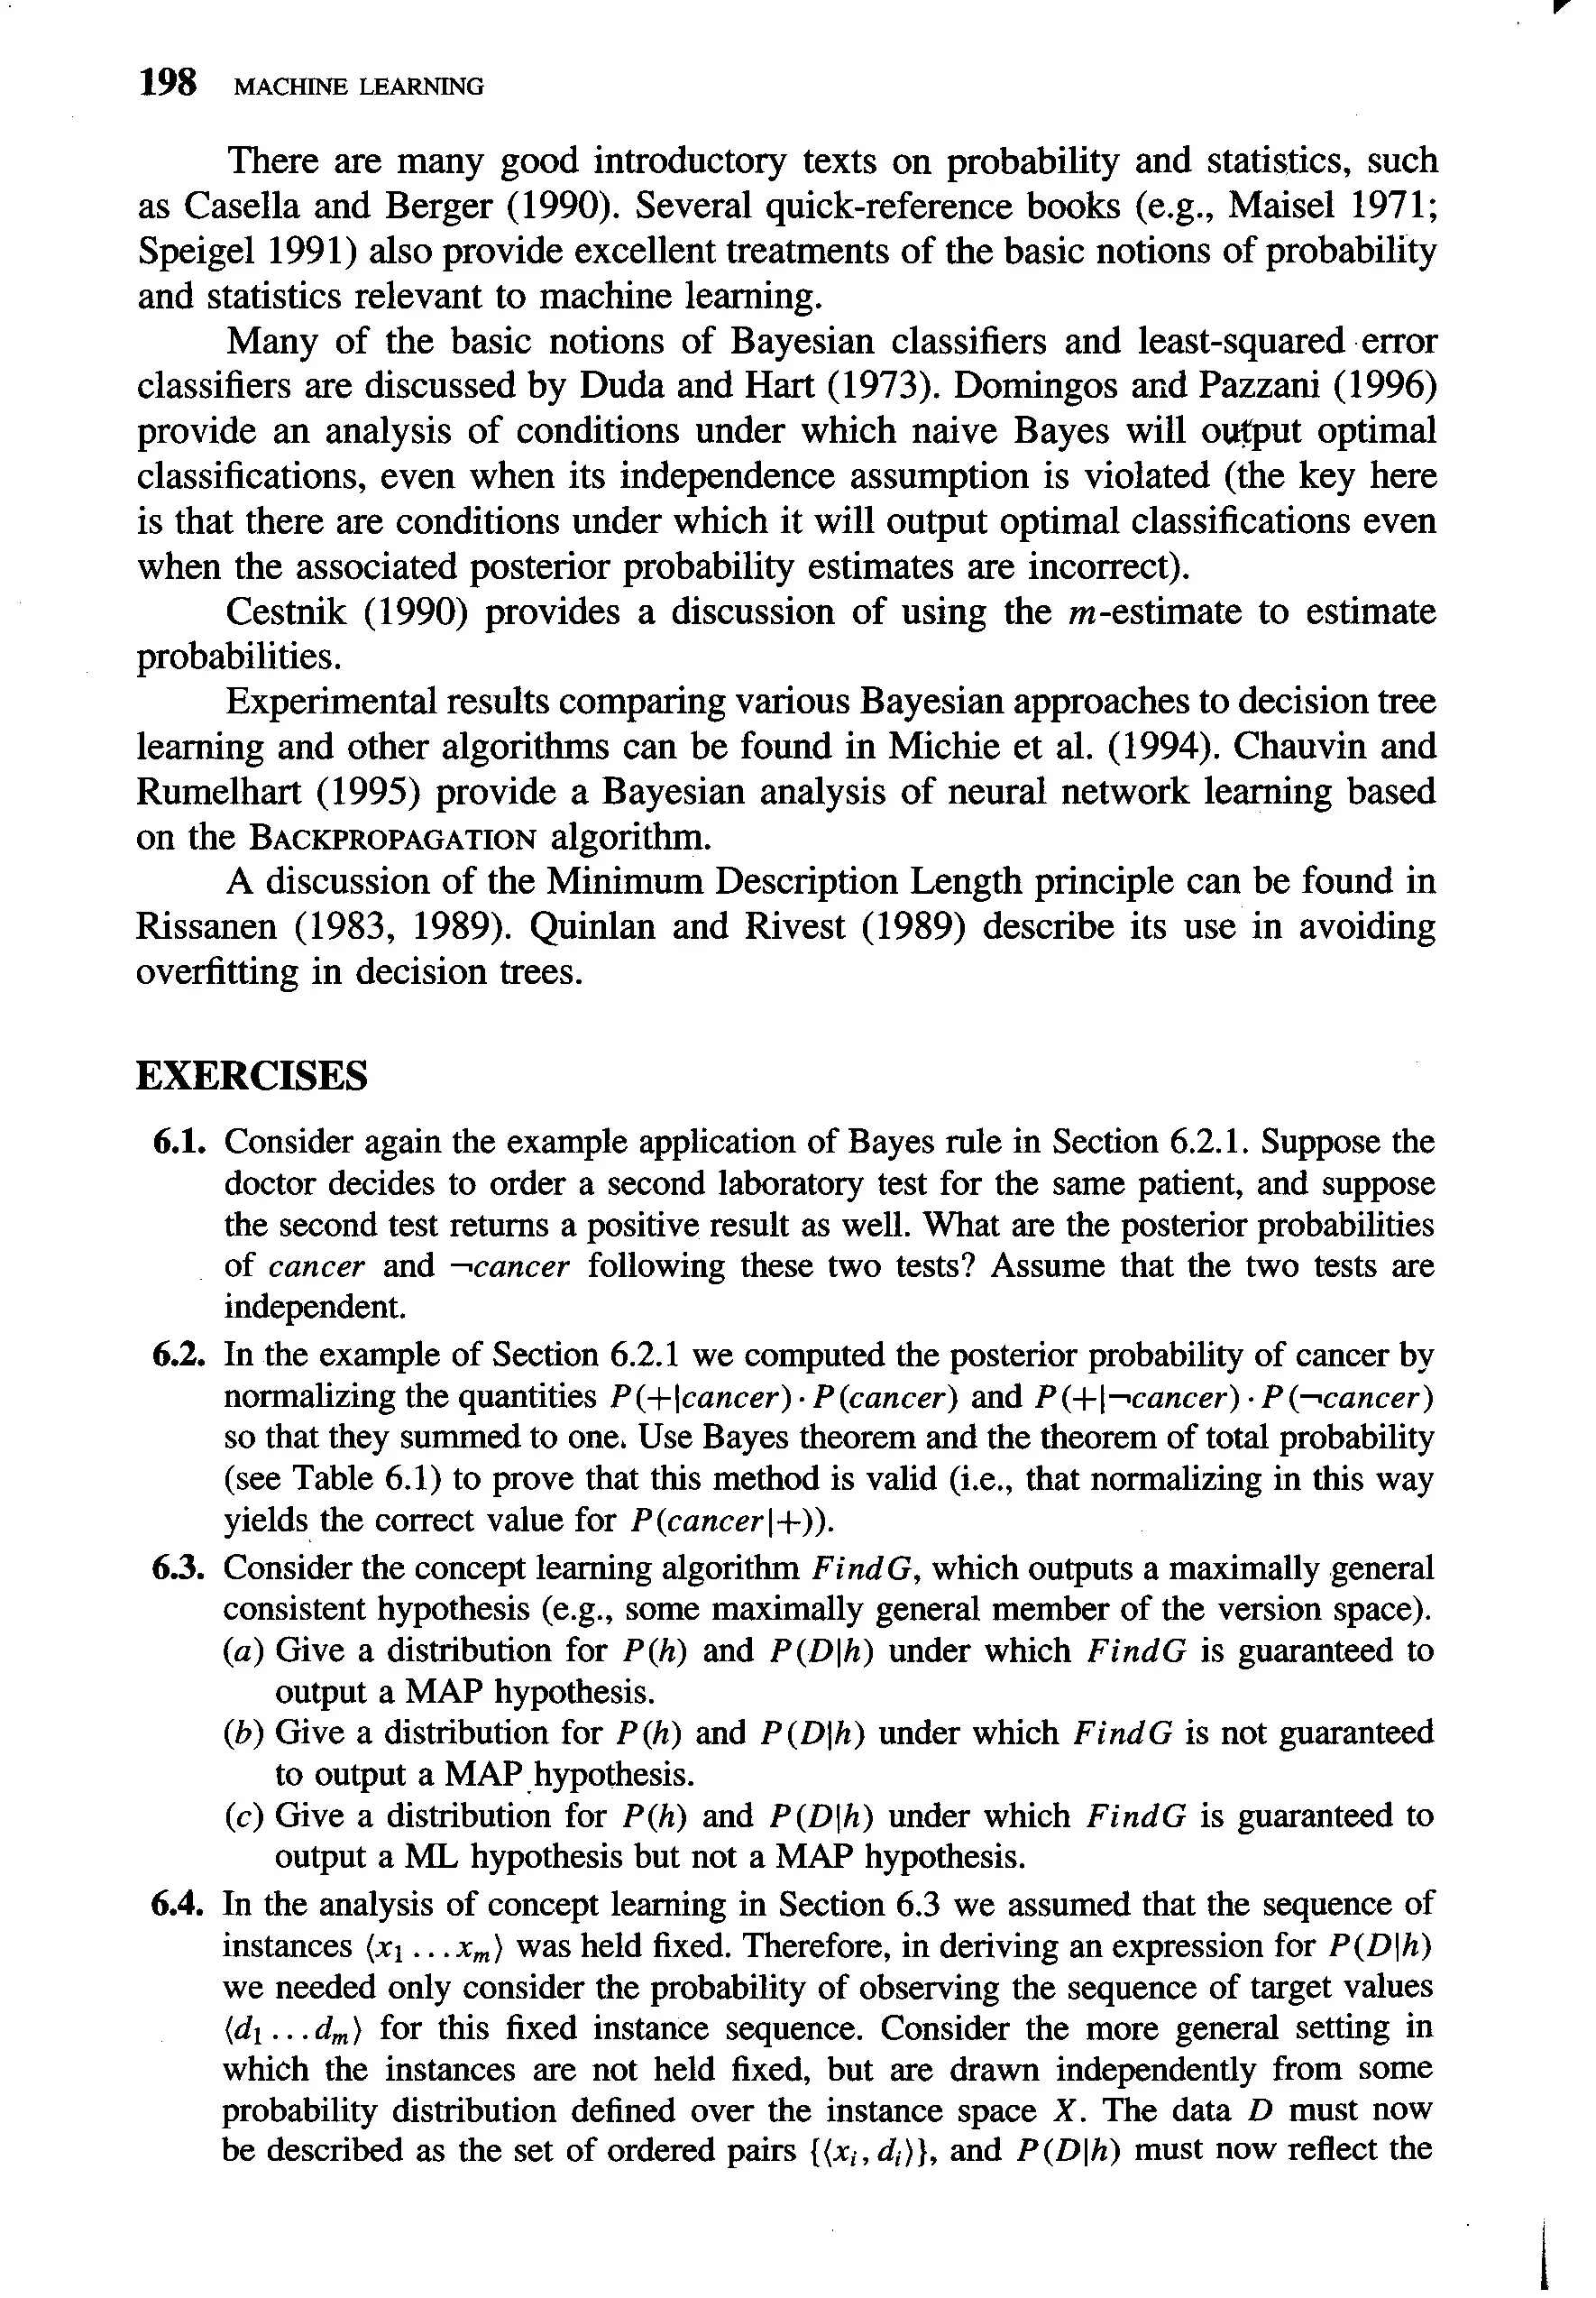 198 MACHINE LEARNING
There are many good introductory texts on probability and statistics, such
as Casella and Berger (1990). Several quick-reference books (e.g., Maisel 1971;
Speigel 1991) also provide excellent treatments of the basic notions of probability
and statistics relevant to machine learning.
Many of the basic notions of Bayesian classifiers and least-squared error
classifiers are discussed by Duda and Hart (1973). Domingos and Pazzani (1996)
provide an analysis of conditions under which naive Bayes will output optimal
classifications, even when its independence assumption is violated (the key here
is that there are conditions under which it will output optimal classifications even
when the associated posterior probability estimates are incorrect).
Cestnik (1990) provides a discussion of using the m-estimate to estimate
probabilities.
Experimental results comparing various Bayesian approaches to decision tree
learning and other algorithms can be found in Michie et al. (1994). Chauvin and
Rumelhart (1995) provide a Bayesian analysis of neural network learning based
on the BACKPROPAGATION algorithm.
A discussion of the Minimum Description Length principle can be found in
Rissanen (1983, 1989). Quinlan and Rivest (1989) describe its use in avoiding
overfitting in decision trees.
EXERCISES
6.1. Consider again the example application of Bayes rule in Section 6.2.1. Suppose the
doctor decides to order a second laboratory test for the same patient, and suppose
the second test returns a positive result as well. What are the posterior probabilities
of cancer and ¬cancer following these two tests? Assume that the two tests are
independent.
6.2. In the example of Section 6.2.1 we computed the posterior probability of cancer by
normalizing the quantities P(+|cancer) · P(cancer) and P(+|¬cancer) · P(¬cancer)
so that they summed to one. Use Bayes theorem and the theorem of total probability
(see Table 6.1) to prove that this method is valid (i.e., that normalizing in this way
yields the correct value for P(cancer|+)).
6.3. Consider the concept learning algorithm FindG, which outputs a maximally general
consistent hypothesis (e.g., some maximally general member of the version space).
(a) Give a distribution for P(h) and P(D|h) under which FindG is guaranteed to
output a MAP hypothesis.
(b) Give a distribution for P(h) and P(D|h) under which FindG is not guaranteed
to output a MAP hypothesis.
(c) Give a distribution for P(h) and P(D|h) under which FindG is guaranteed to
output a ML hypothesis but not a MAP hypothesis.
6.4. In the analysis of concept learning in Section 6.3 we assumed that the sequence of
instances ⟨x₁ ... xₘ⟩ was held fixed. Therefore, in deriving an expression for P(D|h)
we needed only consider the probability of observing the sequence of target values
⟨d₁ ... dₘ⟩ for this fixed instance sequence. Consider the more general setting in
which the instances are not held fixed, but are drawn independently from some
probability distribution defined over the instance space X. The data D must now
be described as the set of ordered pairs {⟨xᵢ, dᵢ⟩}, and P(D|h) must now reflect the